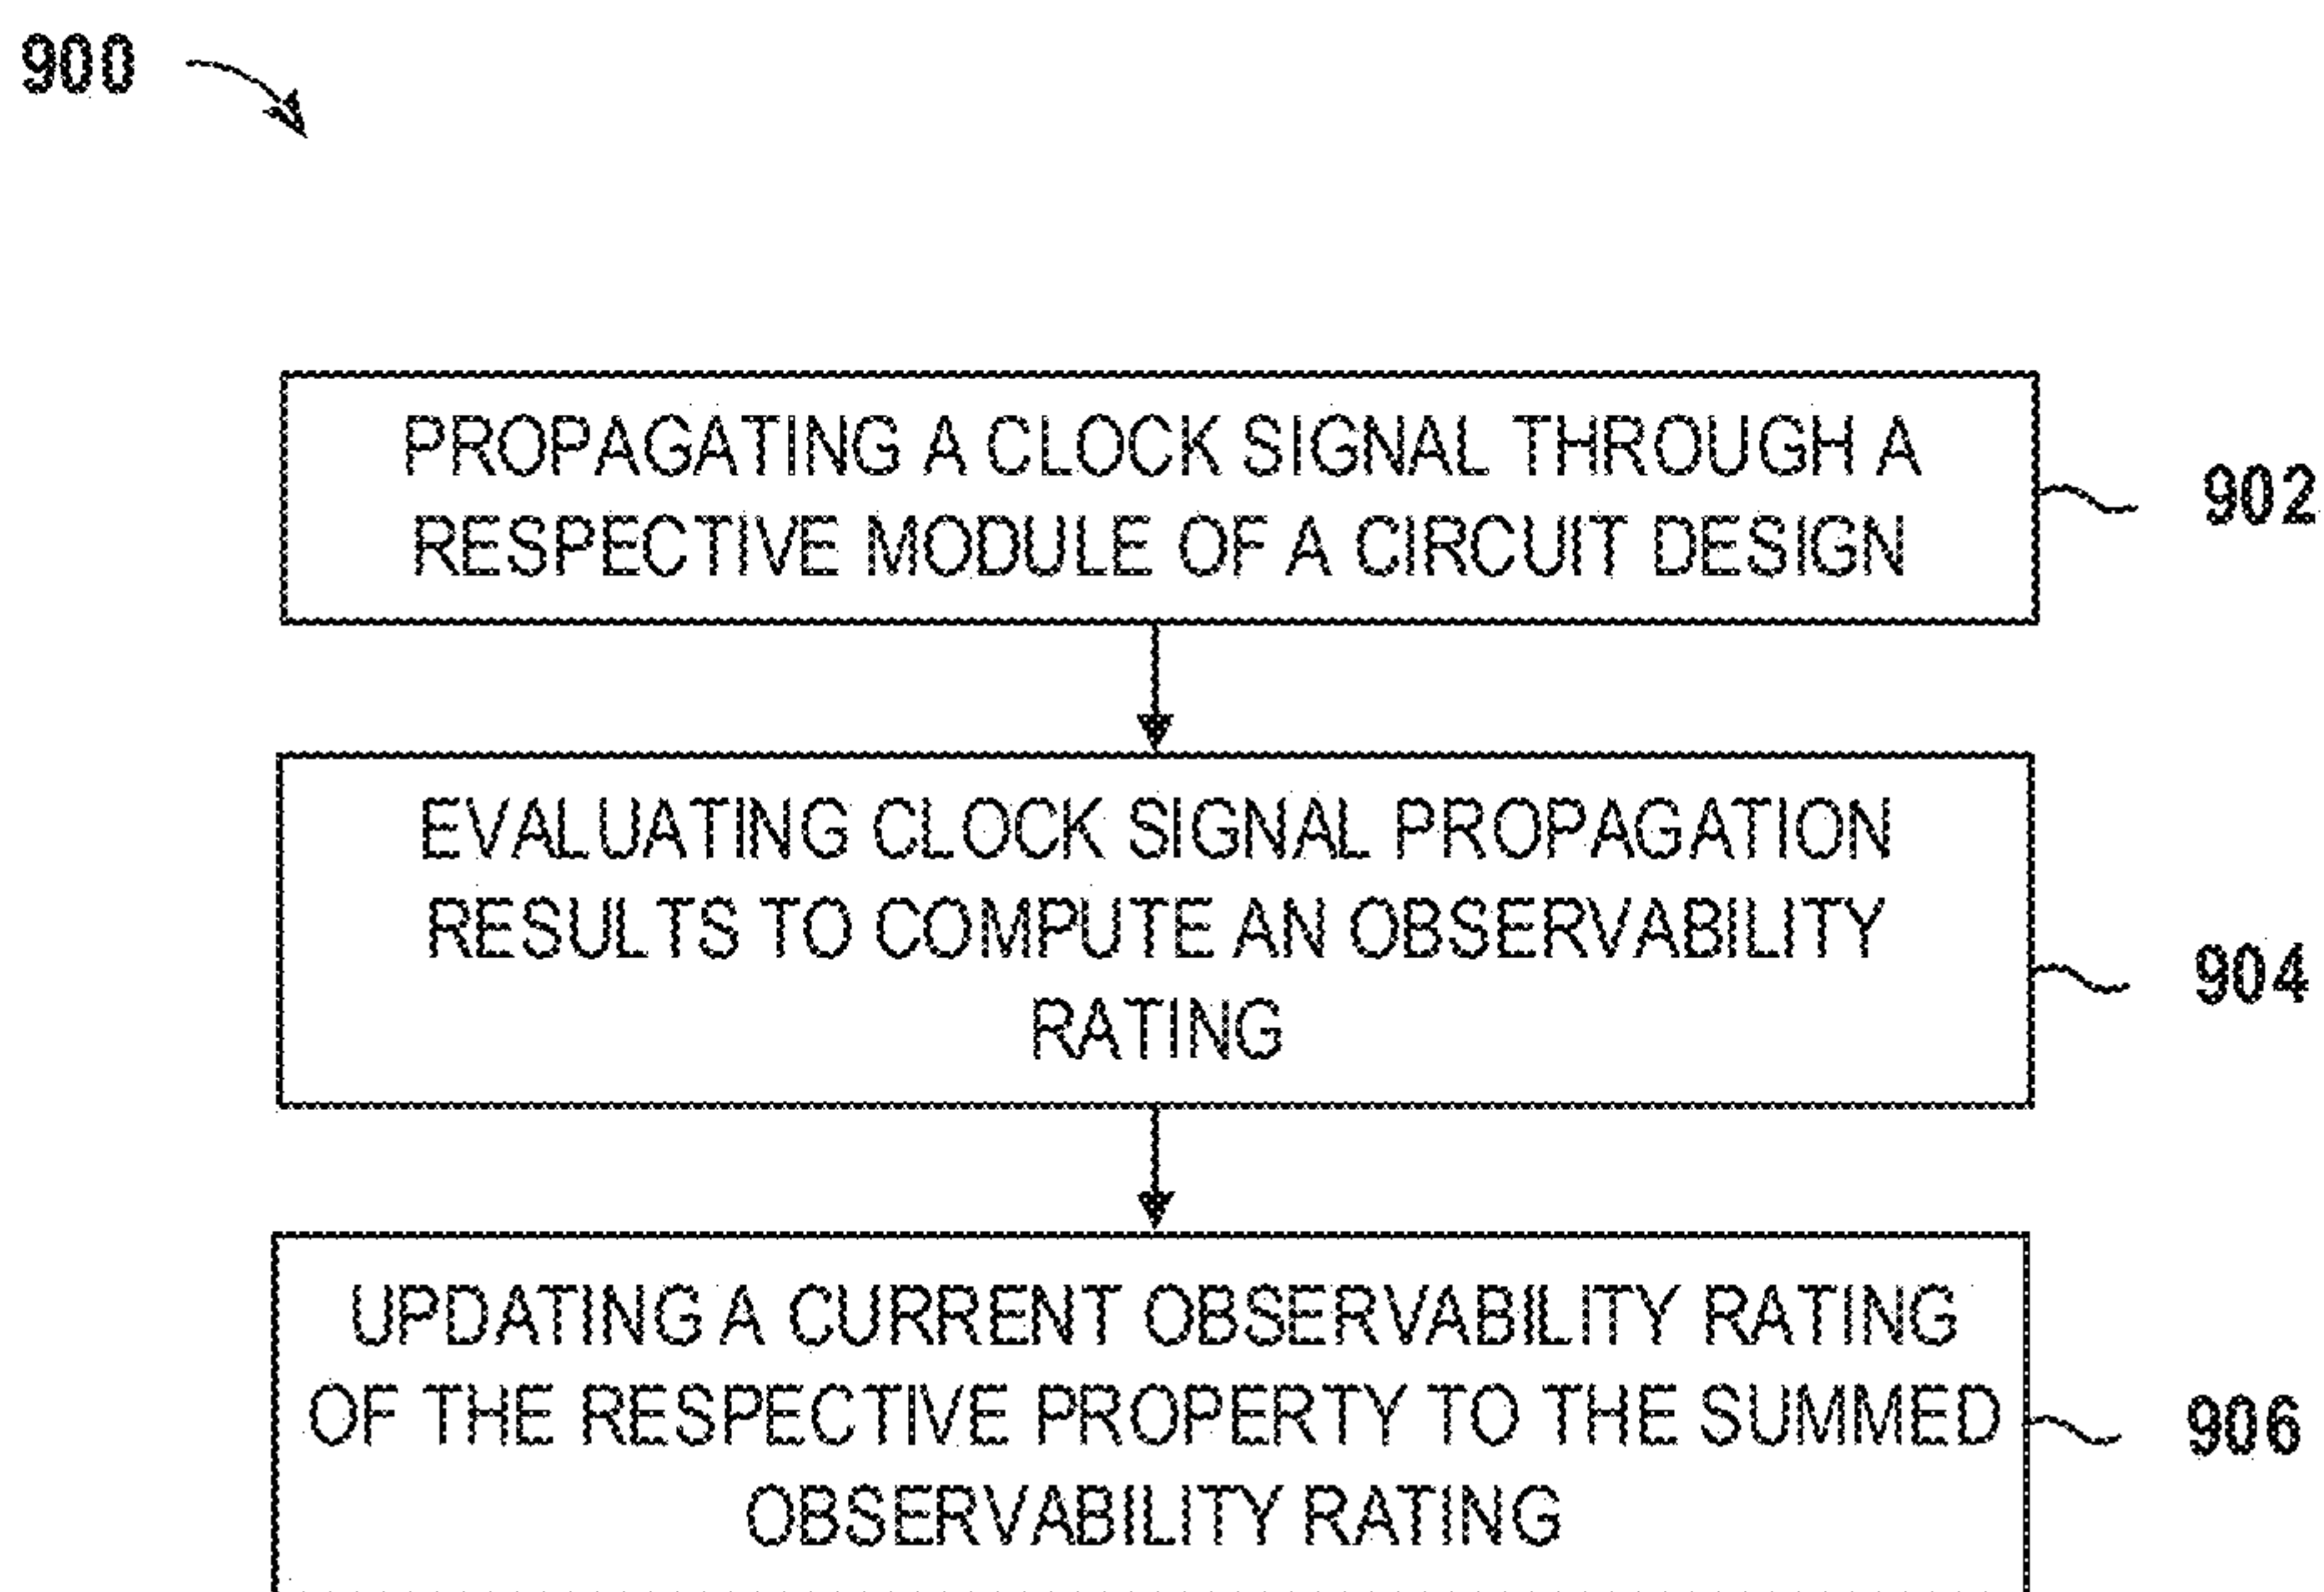 900
PROPAGATING A CLOCK SIGNAL THROUGH A
RESPECTIVE MODULE OF A CIRCUIT DESIGN
902
EVALUATING CLOCK SIGNAL PROPAGATION
RESULTS TO COMPUTE AN OBSERVABILITY
RATING
904
UPDATING A CURRENT OBSERVABILITY RATING
OF THE RESPECTIVE PROPERTY TO THE SUMMED
OBSERVABILITY RATING
906